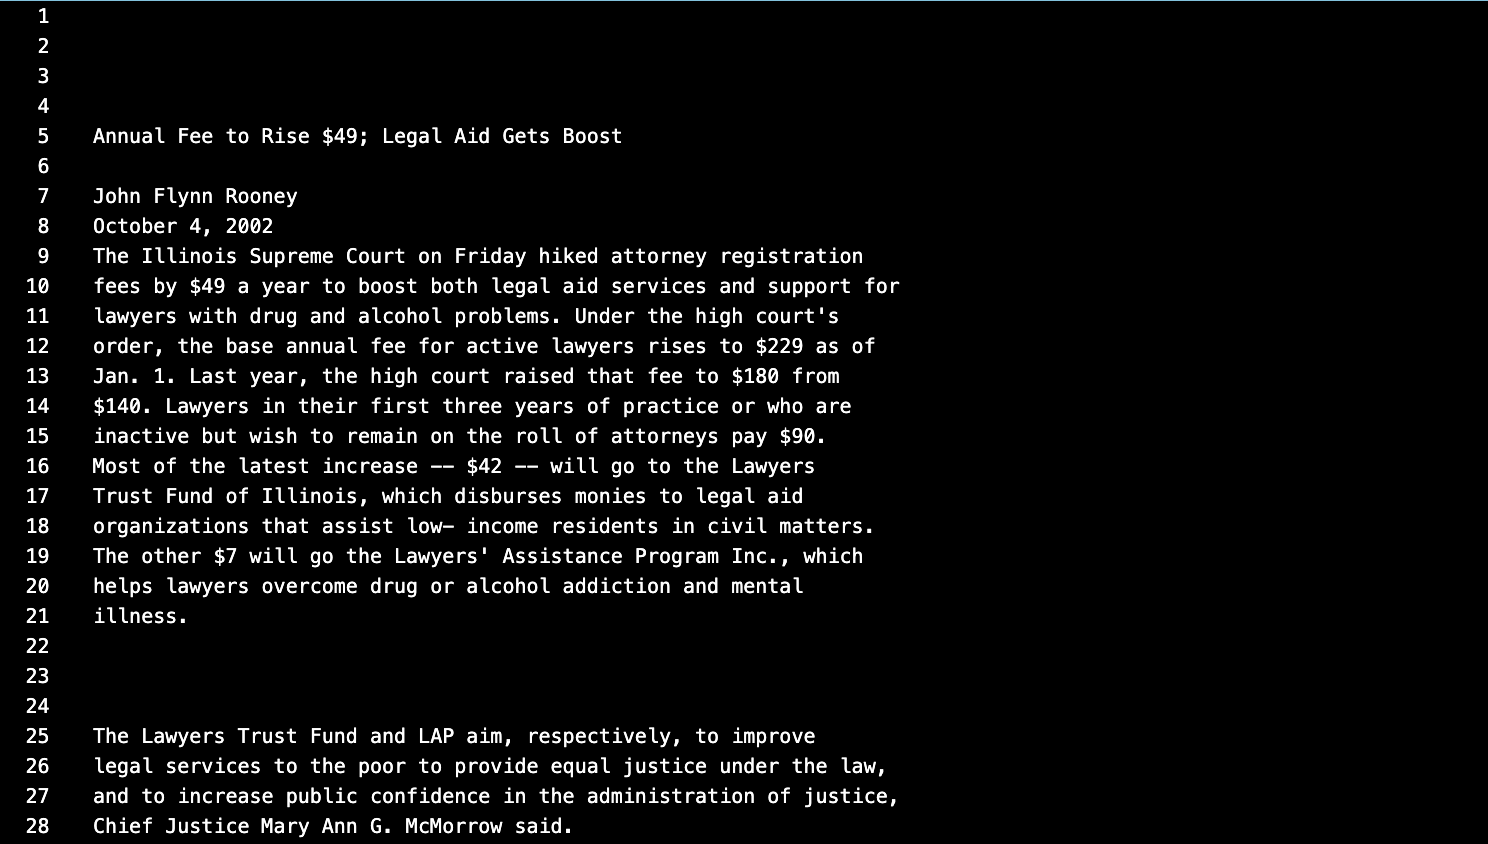 1
2
3
4
5 Annual Fee to Rise $49; Legal Aid Gets Boost
6
7 John Flynn Rooney
8 October 4, 2002
9 The Illinois Supreme Court on Friday hiked attorney registration
10 fees by $49 a year to boost both legal aid services and support for
11 lawyers with drug and alcohol problems. Under the high court's
12 order, the base annual fee for active lawyers rises to $229 as of
13 Jan. 1. Last year, the high court raised that fee to $180 from
14 $140. Lawyers in their first three years of practice or who are
15 inactive but wish to remain on the roll of attorneys pay $90.
16 Most of the latest increase -- $42 -- will go to the Lawyers
17 Trust Fund of Illinois, which disburses monies to legal aid
18 organizations that assist low- income residents in civil matters.
19 The other $7 will go the Lawyers' Assistance Program Inc., which
20 helps lawyers overcome drug or alcohol addiction and mental
21 illness.
22
23
24
25 The Lawyers Trust Fund and LAP aim, respectively, to improve
26 legal services to the poor to provide equal justice under the law,
27 and to increase public confidence in the administration of justice,
28 Chief Justice Mary Ann G. McMorrow said.